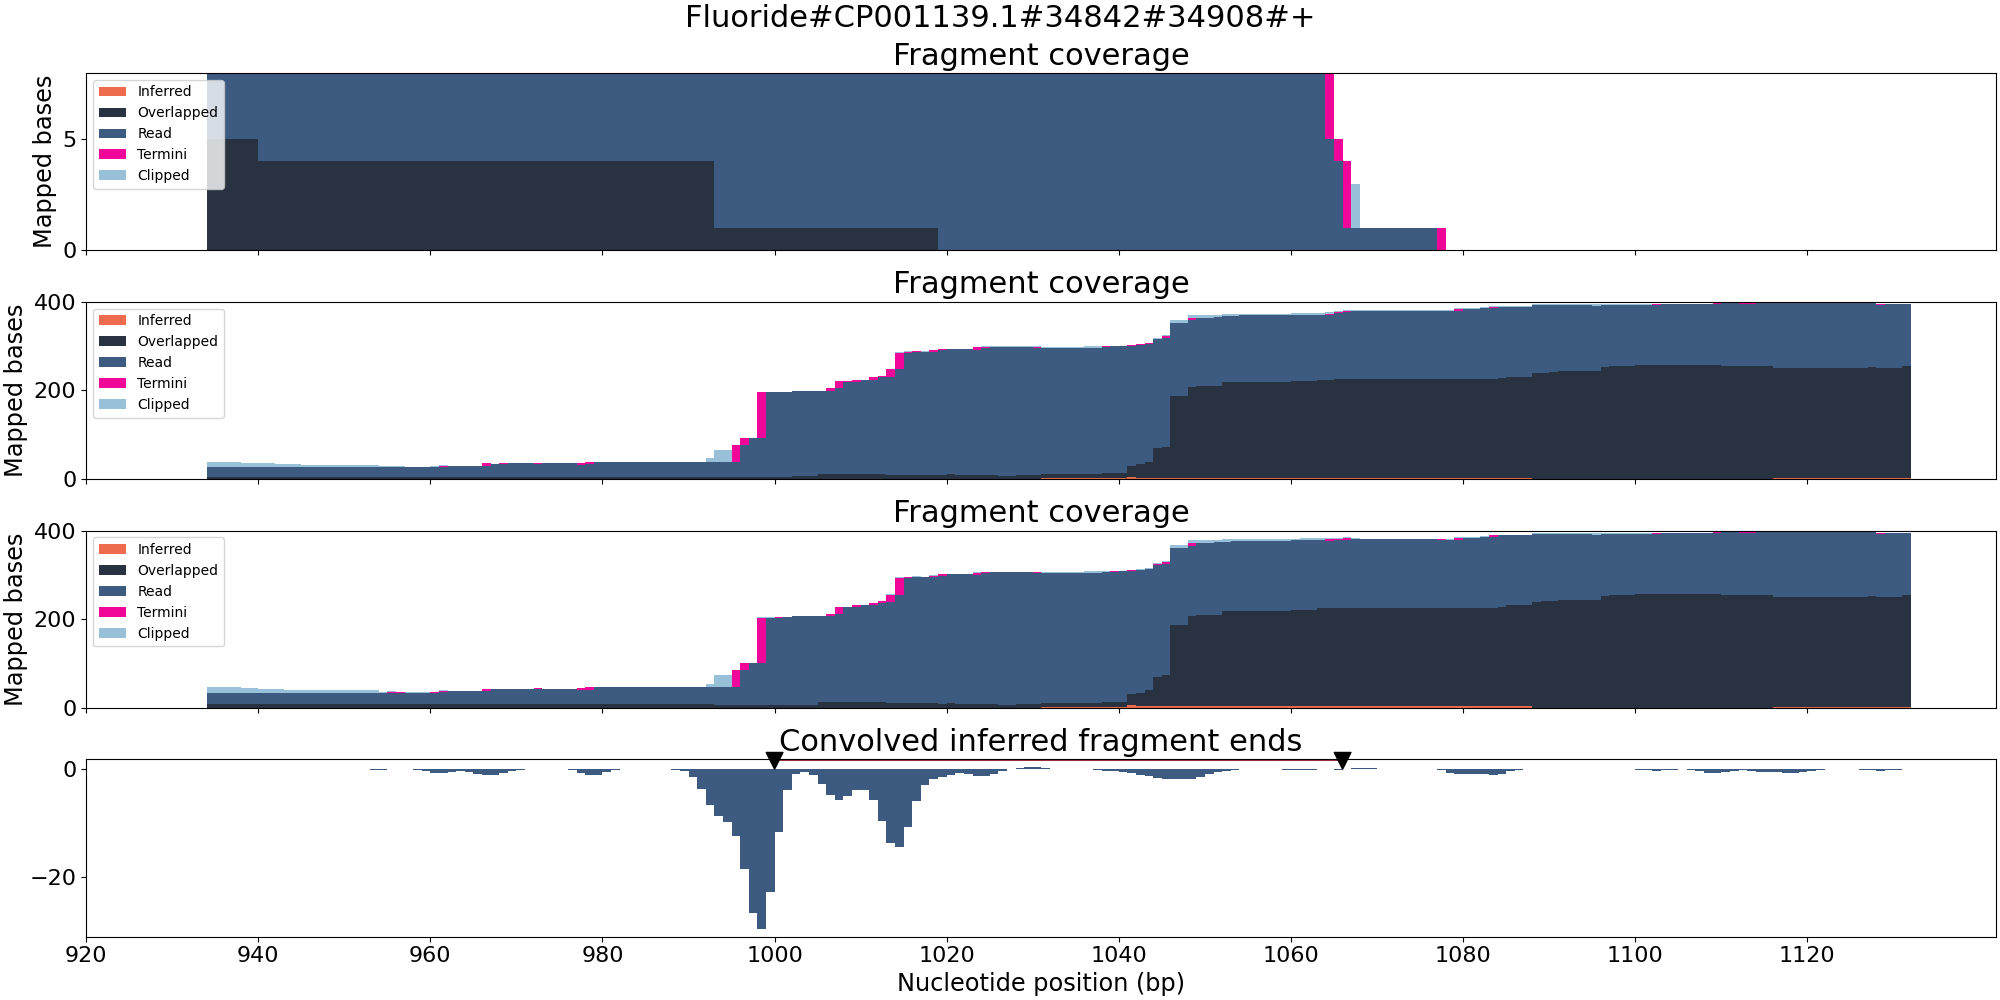 Fluoride#CP001139.1#34842#34908#+
Fragment coverage
Mapped bases
5
0
Inferred
Overlapped
Read
Termini
Clipped
Fragment coverage
Mapped bases
400
200
0
Inferred
Overlapped
Read
Termini
Clipped
Fragment coverage
Mapped bases
400
200
0
Inferred
Overlapped
Read
Termini
Clipped
Convolved inferred fragment ends
0
−20
920 940 960 980 1000 1020 1040 1060 1080 1100 1120
Nucleotide position (bp)